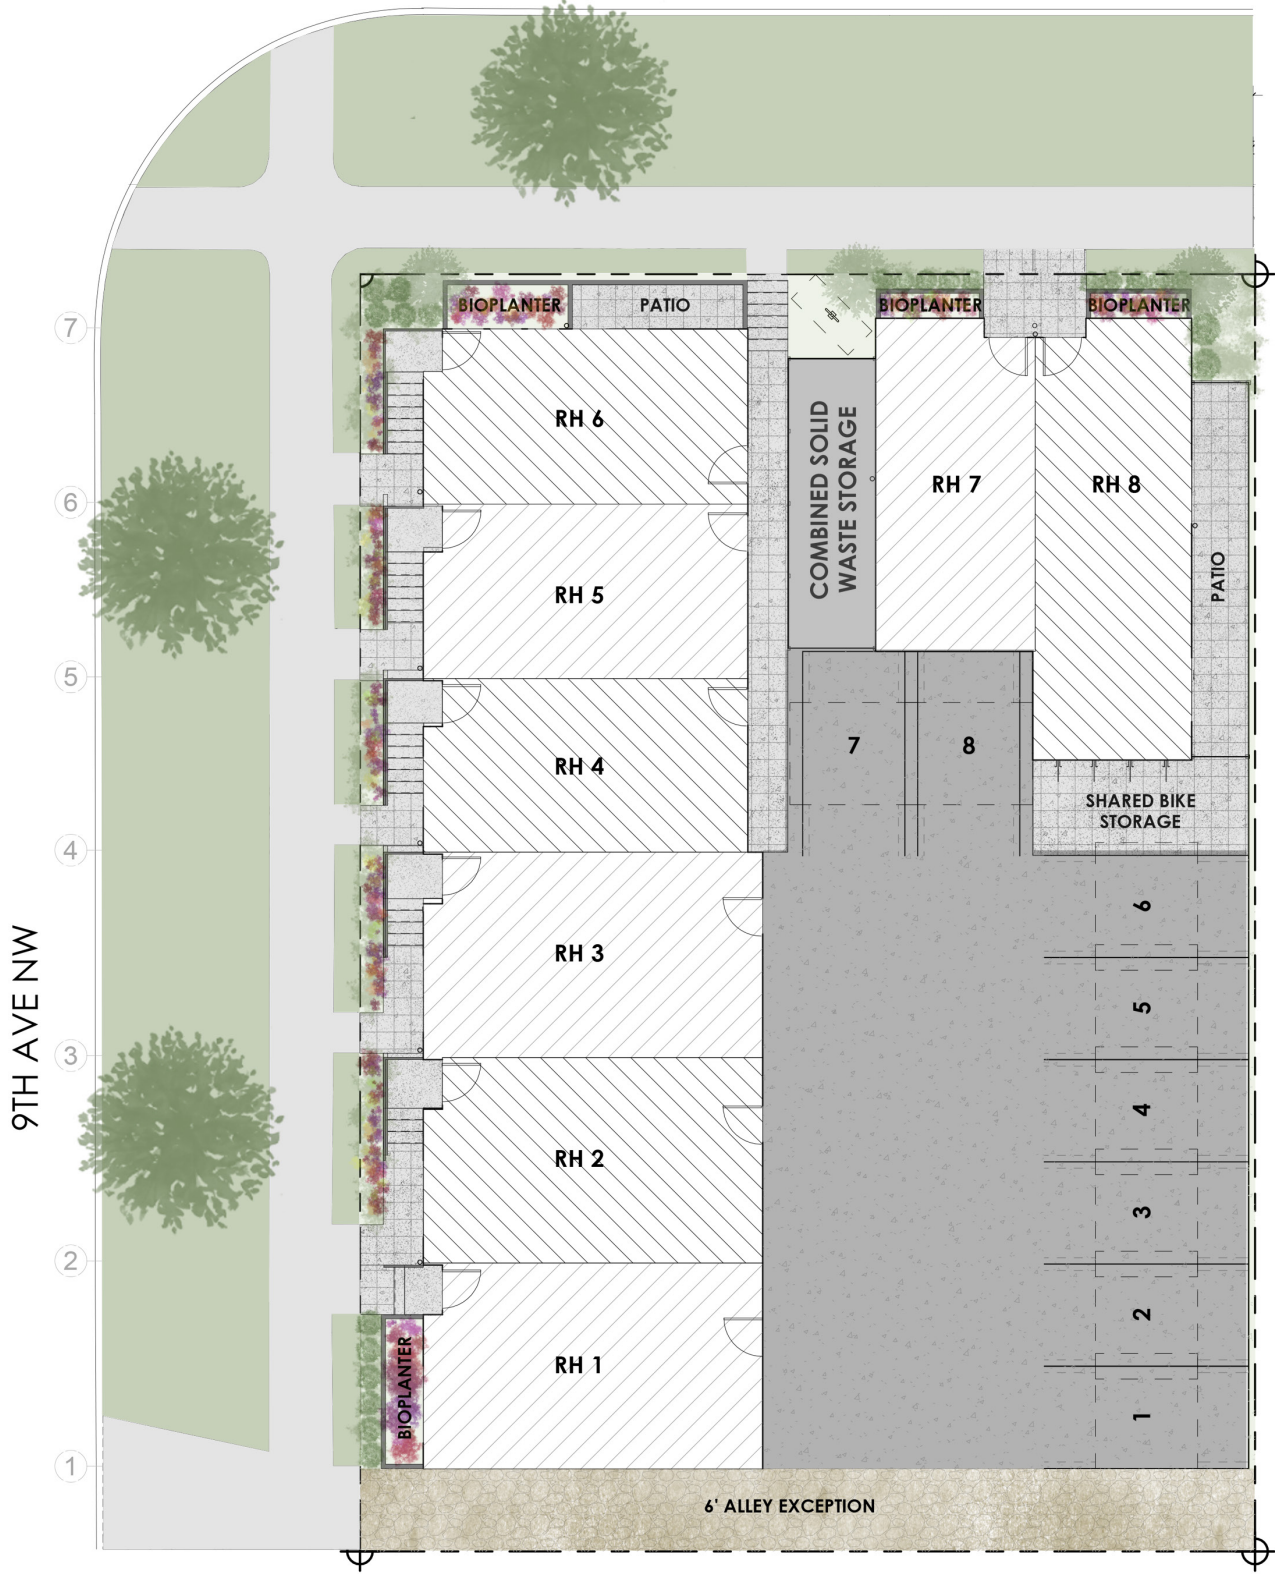 BIOPLANTER
PATIO
BIOPLANTER
BIOPLANTER
7
RH 6
COMBINED SOLID
WASTE STORAGE
RH 7
RH 8
6
PATIO
RH 5
5
7
8
RH 4
SHARED BIKE
STORAGE
4
6
9TH AVE NW
RH 3
5
3
4
RH 2
3
2
2
RH 1
BIOPLANTER
1
1
6' ALLEY EXCEPTION